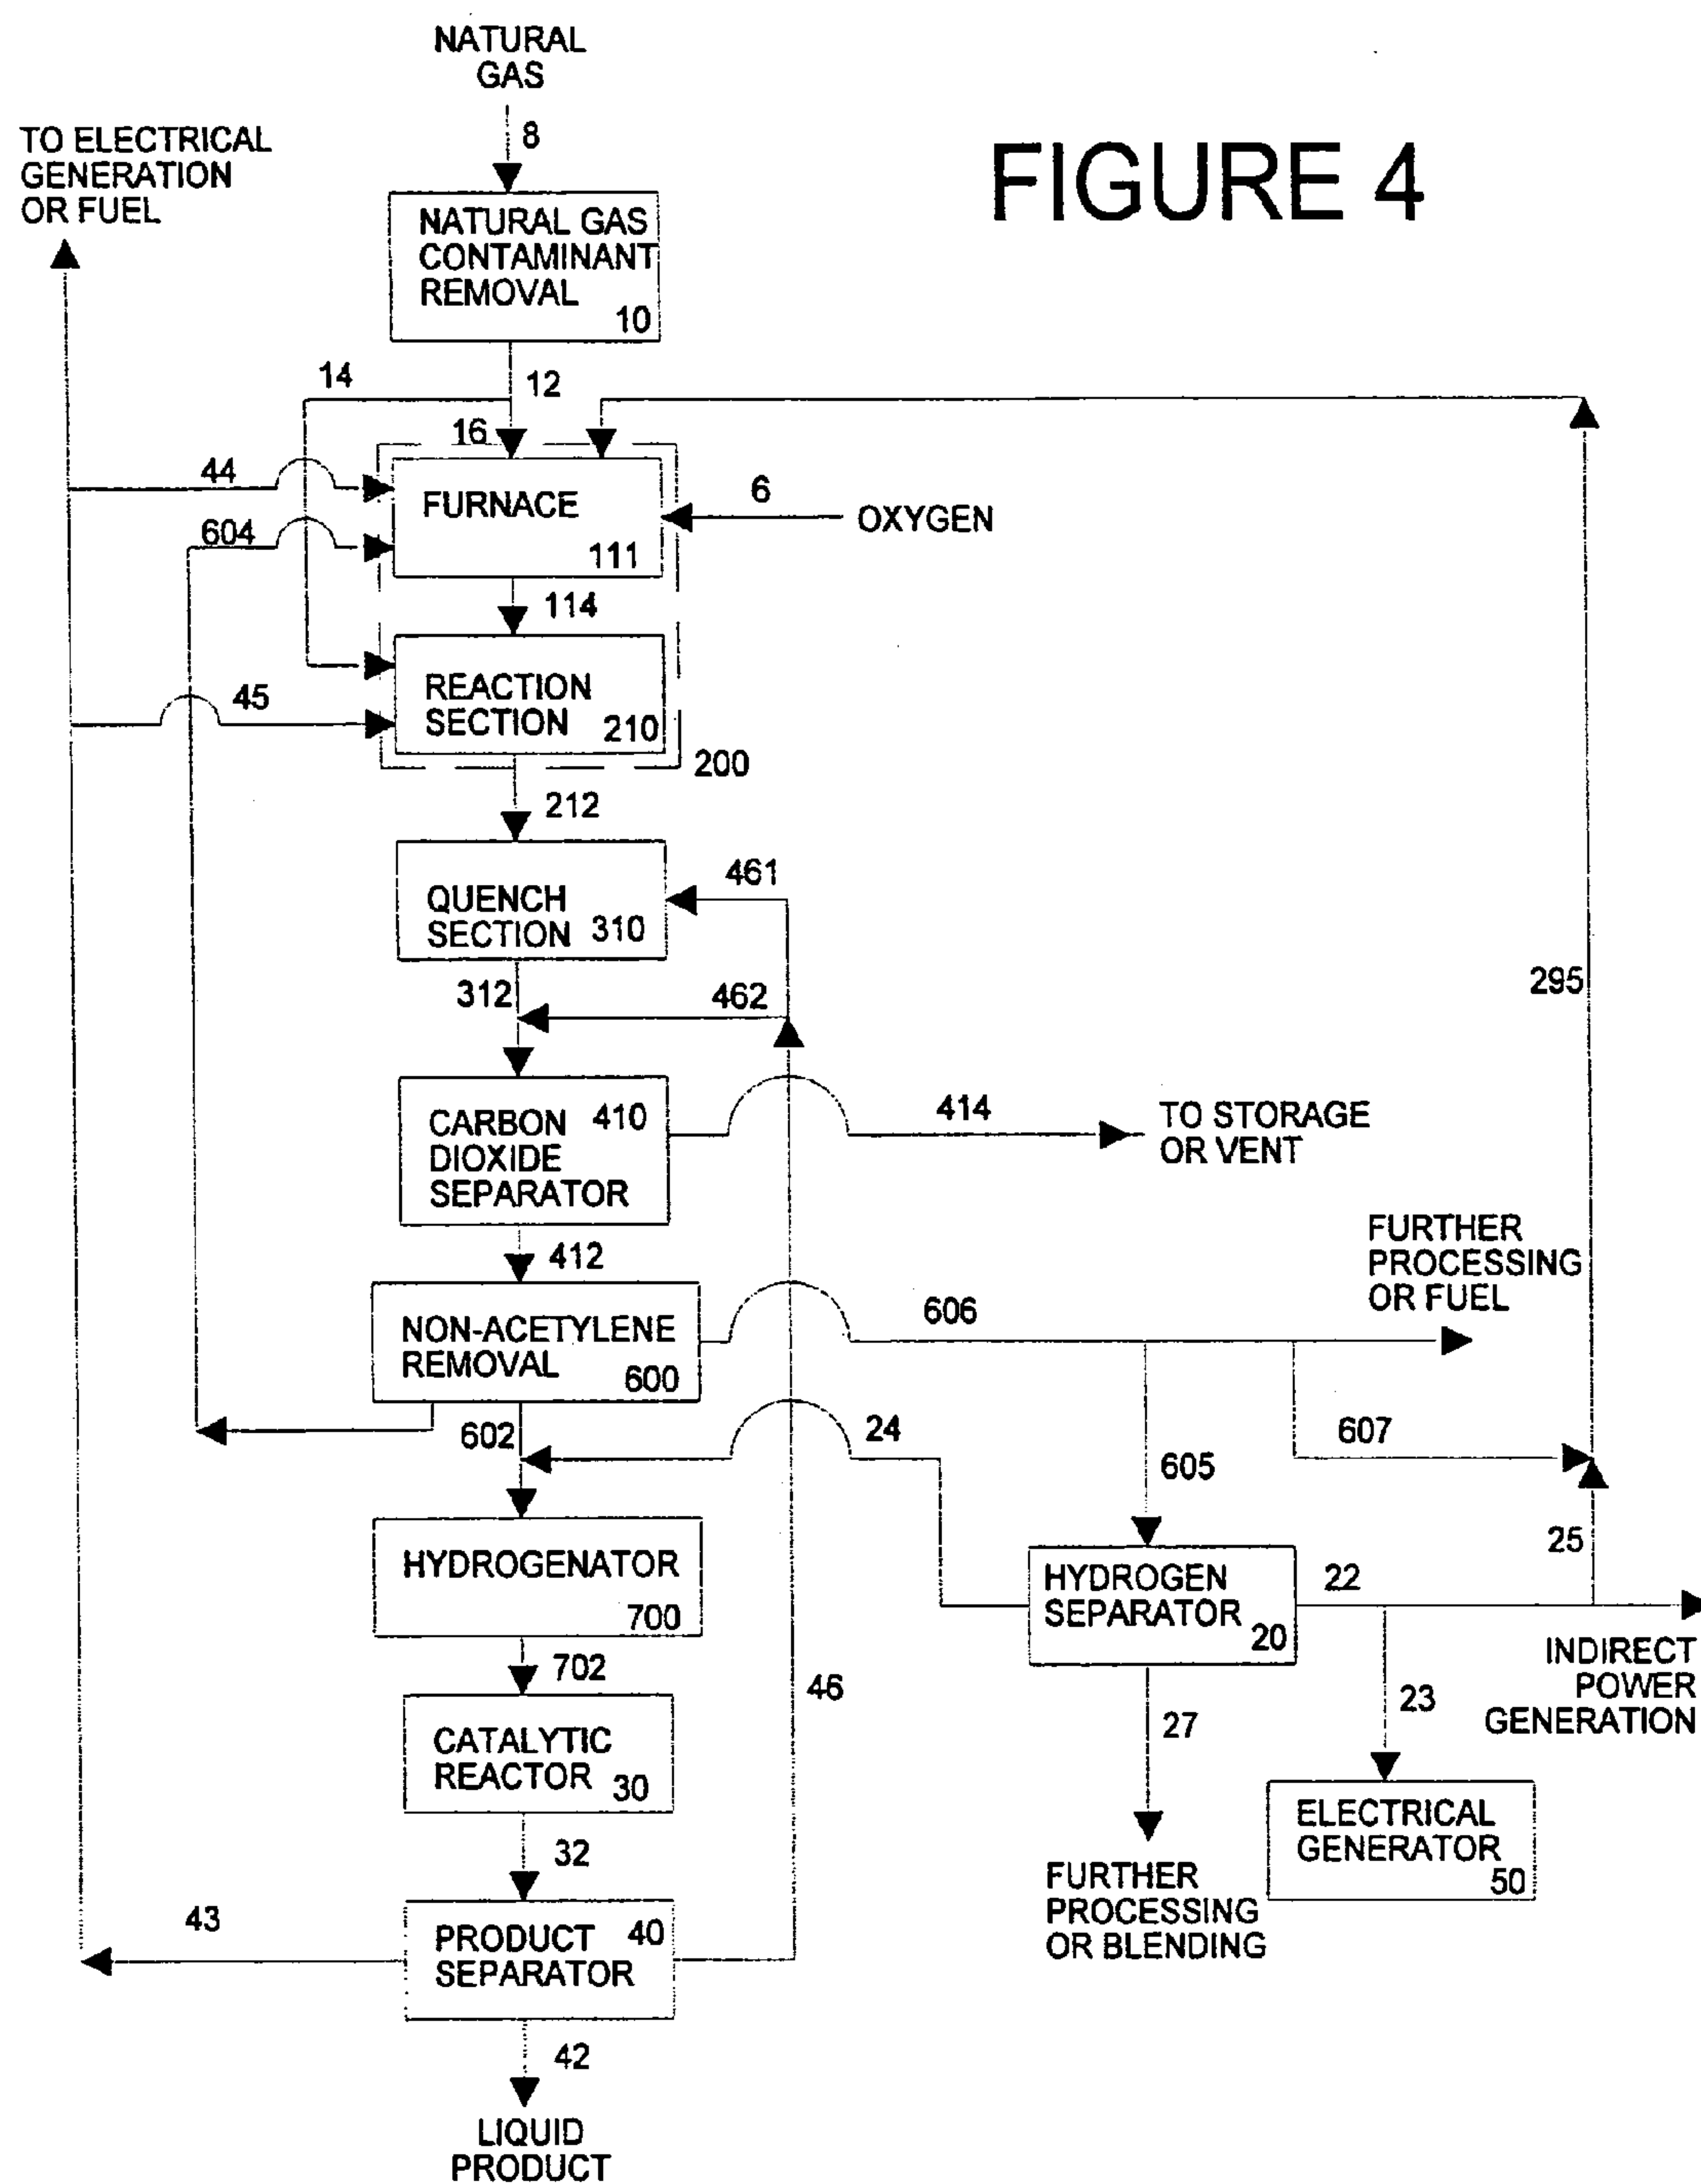 NATURAL
GAS
8
TO ELECTRICAL
GENERATION
OR FUEL
FIGURE 4
NATURAL GAS
CONTAMINANT
REMOVAL
10
14
12
16
44
FURNACE
111
6
OXYGEN
604
114
REACTION
SECTION
210
45
200
212
QUENCH
SECTION
310
461
312
462
295
CARBON
DIOXIDE
SEPARATOR
410
414
TO STORAGE
OR VENT
412
FURTHER
PROCESSING
OR FUEL
NON-ACETYLENE
REMOVAL
600
606
602
24
605
607
HYDROGENATOR
700
HYDROGEN
SEPARATOR
20
22
25
INDIRECT
POWER
GENERATION
702
46
27
23
CATALYTIC
REACTOR
30
ELECTRICAL
GENERATOR
50
32
FURTHER
PROCESSING
OR BLENDING
43
PRODUCT
SEPARATOR
40
42
LIQUID
PRODUCT